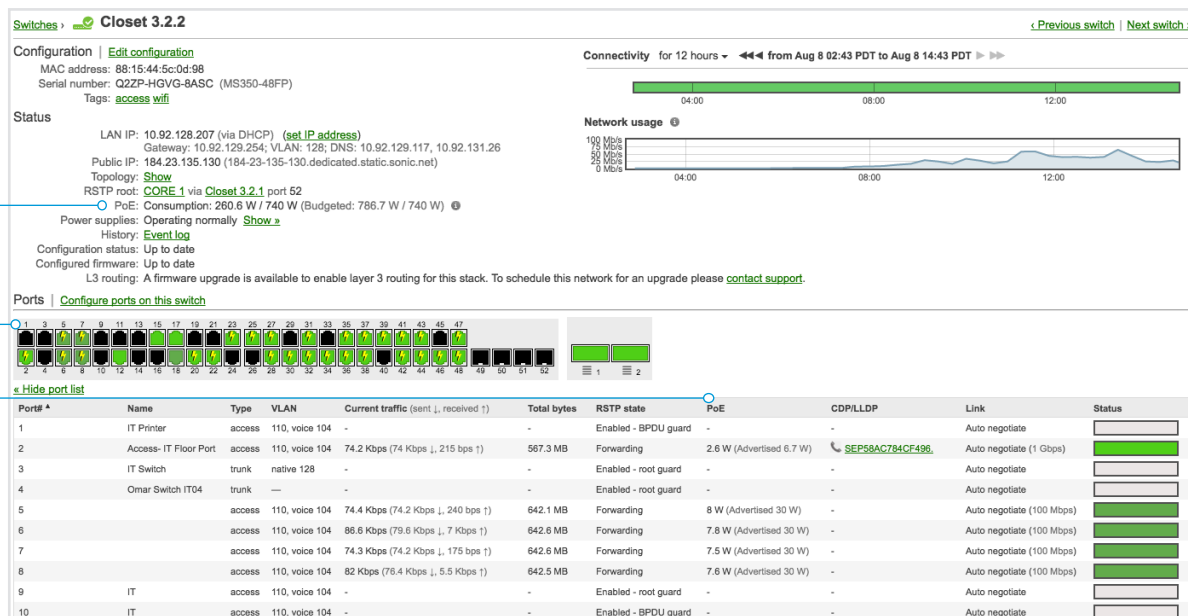 Switches › Closet 3.2.2
‹ Previous switch | Next switch ›
Configuration | Edit configuration
MAC address: 88:15:44:5c:0d:98
Serial number: Q2ZP-HGVG-8ASC (MS350-48FP)
Tags: access wifi
Connectivity for 12 hours from Aug 8 02:43 PDT to Aug 8 14:43 PDT
04:00 08:00 12:00
Network usage
100 Mb/s
75 Mb/s
50 Mb/s
25 Mb/s
0 Mb/s
04:00 08:00 12:00
Status
LAN IP: 10.92.128.207 (via DHCP) (set IP address)
Gateway: 10.92.129.254; VLAN: 128; DNS: 10.92.129.117, 10.92.131.26
Public IP: 184.23.135.130 (184-23-135-130.dedicated.static.sonic.net)
Topology: Show
RSTP root: CORE 1 via Closet 3.2.1 port 52
PoE: Consumption: 260.6 W / 740 W (Budgeted: 786.7 W / 740 W)
Power supplies: Operating normally Show »
History: Event log
Configuration status: Up to date
Configured firmware: Up to date
L3 routing: A firmware upgrade is available to enable layer 3 routing for this stack. To schedule this network for an upgrade please contact support.
Ports | Configure ports on this switch
1 3 5 7 9 11 13 15 17 19 21 23 25 27 29 31 33 35 37 39 41 43 45 47
2 4 6 8 10 12 14 16 18 20 22 24 26 28 30 32 34 36 38 40 42 44 46 48 49 50 51 52 1 2
« Hide port list
Port# Name Type VLAN Current traffic (sent ↓, received ↑) Total bytes RSTP state PoE CDP/LLDP Link Status
1 IT Printer access 110, voice 104 - - Enabled - BPDU guard - - Auto negotiate
2 Access- IT Floor Port access 110, voice 104 74.2 Kbps (74 Kbps ↓, 215 bps ↑) 567.3 MB Forwarding 2.6 W (Advertised 6.7 W) SEP58AC784CF496. Auto negotiate (1 Gbps)
3 IT Switch trunk native 128 - - Enabled - root guard - - Auto negotiate
4 Omar Switch IT04 trunk — - - Enabled - root guard - - Auto negotiate
5 access 110, voice 104 74.4 Kbps (74.2 Kbps ↓, 240 bps ↑) 642.1 MB Forwarding 8 W (Advertised 30 W) - Auto negotiate (100 Mbps)
6 access 110, voice 104 86.6 Kbps (79.6 Kbps ↓, 7 Kbps ↑) 642.6 MB Forwarding 7.8 W (Advertised 30 W) - Auto negotiate (100 Mbps)
7 access 110, voice 104 74.3 Kbps (74.2 Kbps ↓, 175 bps ↑) 642.6 MB Forwarding 7.5 W (Advertised 30 W) - Auto negotiate (100 Mbps)
8 access 110, voice 104 82 Kbps (76.4 Kbps ↓, 5.5 Kbps ↑) 642.5 MB Forwarding 7.6 W (Advertised 30 W) - Auto negotiate (100 Mbps)
9 IT access 110, voice 104 - - Enabled - root guard - - Auto negotiate
10 IT access 110, voice 104 - - Enabled - BPDU guard - - Auto negotiate